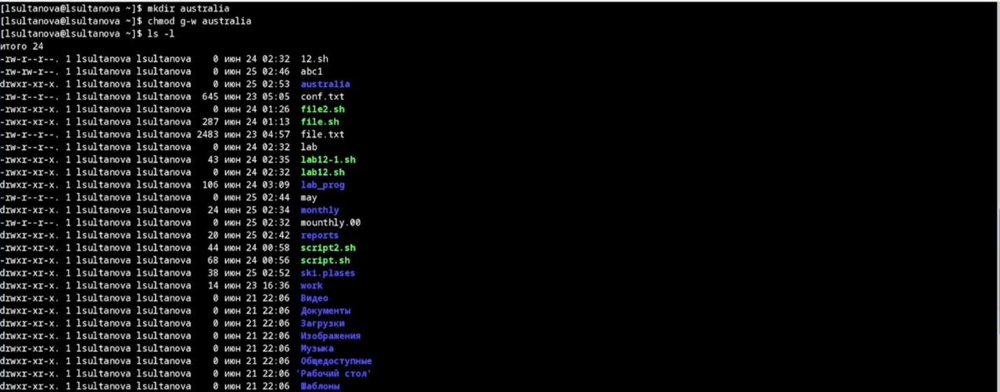 [lsultanova@lsultanova ~]$ mkdir australia
[lsultanova@lsultanova ~]$ chmod g-w australia
[lsultanova@lsultanova ~]$ ls -l
итого 24
-rw-r--r--. 1 lsultanova lsultanova    0 июн 24 02:32  12.sh
-rw-rw-r--. 1 lsultanova lsultanova    0 июн 25 02:46  abc1
drwxr-xr-x. 1 lsultanova lsultanova    0 июн 25 02:53  australia
-rw-r--r--. 1 lsultanova lsultanova  645 июн 23 05:05  conf.txt
-rwxr-xr-x. 1 lsultanova lsultanova    0 июн 24 01:26  file2.sh
-rwxr-xr-x. 1 lsultanova lsultanova  287 июн 24 01:13  file.sh
-rw-r--r--. 1 lsultanova lsultanova 2483 июн 23 04:57  file.txt
-rw-r--r--. 1 lsultanova lsultanova    0 июн 24 02:32  lab
-rwxr-xr-x. 1 lsultanova lsultanova   43 июн 24 02:35  lab12-1.sh
-rwxr-xr-x. 1 lsultanova lsultanova    0 июн 24 02:32  lab12.sh
drwxr-xr-x. 1 lsultanova lsultanova  106 июн 24 03:09  lab_prog
-rw-r--r--. 1 lsultanova lsultanova    0 июн 25 02:44  may
drwxr-xr-x. 1 lsultanova lsultanova   24 июн 25 02:34  monthly
-rw-r--r--. 1 lsultanova lsultanova    0 июн 25 02:32  mounthly.00
drwxr-xr-x. 1 lsultanova lsultanova   20 июн 25 02:42  reports
-rwxr-xr-x. 1 lsultanova lsultanova   44 июн 24 00:58  script2.sh
-rwxr-xr-x. 1 lsultanova lsultanova   68 июн 24 00:56  script.sh
drwxr-xr-x. 1 lsultanova lsultanova   38 июн 25 02:52  ski.plases
drwxr-xr-x. 1 lsultanova lsultanova   14 июн 23 16:36  work
drwxr-xr-x. 1 lsultanova lsultanova    0 июн 21 22:06  Видео
drwxr-xr-x. 1 lsultanova lsultanova    0 июн 21 22:06  Документы
drwxr-xr-x. 1 lsultanova lsultanova    0 июн 21 22:06  Загрузки
drwxr-xr-x. 1 lsultanova lsultanova    0 июн 21 22:06  Изображения
drwxr-xr-x. 1 lsultanova lsultanova    0 июн 21 22:06  Музыка
drwxr-xr-x. 1 lsultanova lsultanova    0 июн 21 22:06  Общедоступные
drwxr-xr-x. 1 lsultanova lsultanova    0 июн 21 22:06 'Рабочий стол'
drwxr-xr-x. 1 lsultanova lsultanova    0 июн 21 22:06  Шаблоны